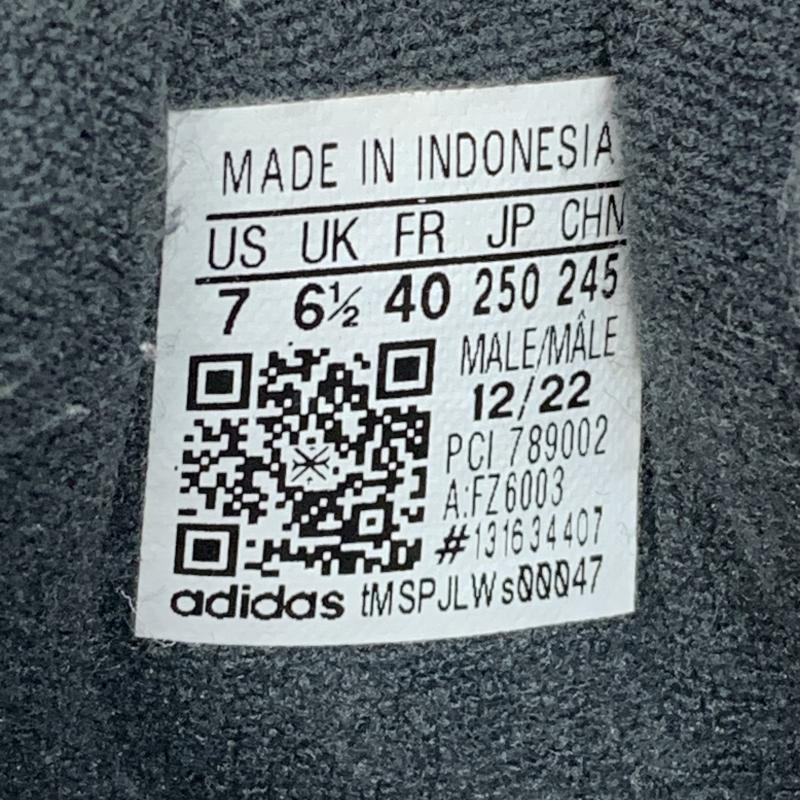 MADE IN INDONESIA
US UK FR JP CHN
7 6½ 40 250 245
MALE/MÂLE
12/22
PCI 789002
A:FZ6003
#131634407
adidas tMSPJLWs00047